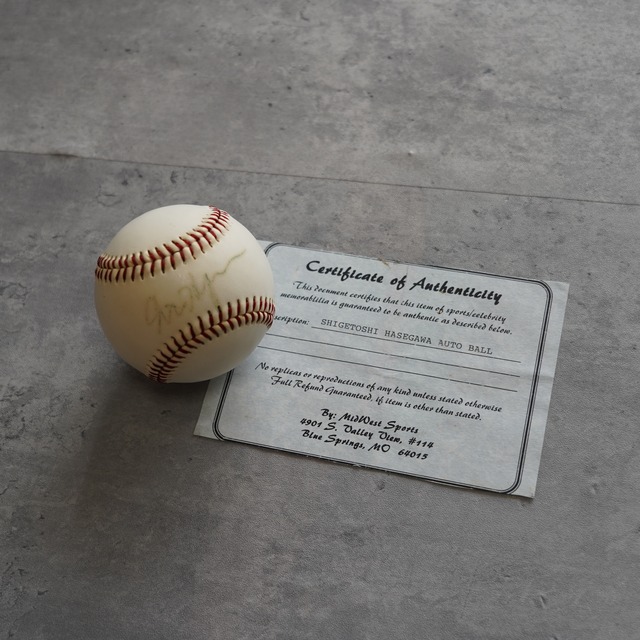 Certificate of Authenticity
This document certifies that this item of sports/celebrity
memorabilia is guaranteed to be authentic as described below.
SHIGETOSHI HASEGAWA AUTO BALL
No replicas or reproductions of any kind unless stated otherwise
Full Refund Guaranteed, if item is other than stated.
By: MidWest Sports
4901 S. Valley View, #114
Blue Springs, MO 64015